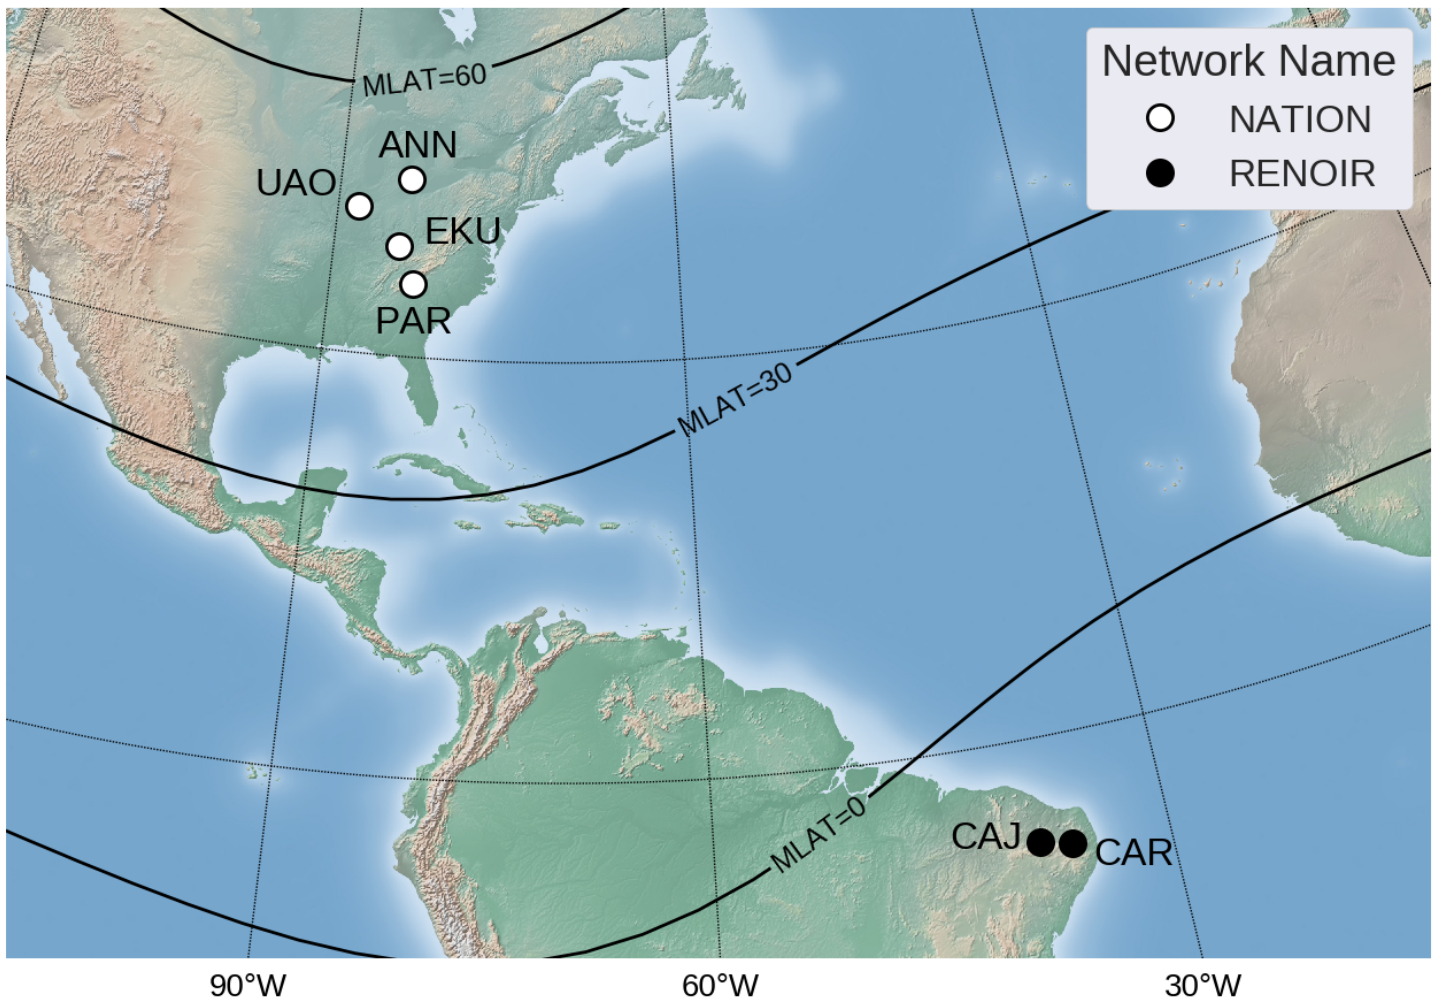 Network Name
NATION
RENOIR
MLAT=60
ANN
UAO
EKU
PAR
MLAT=30
MLAT=0
CAJ
CAR
90°W
60°W
30°W